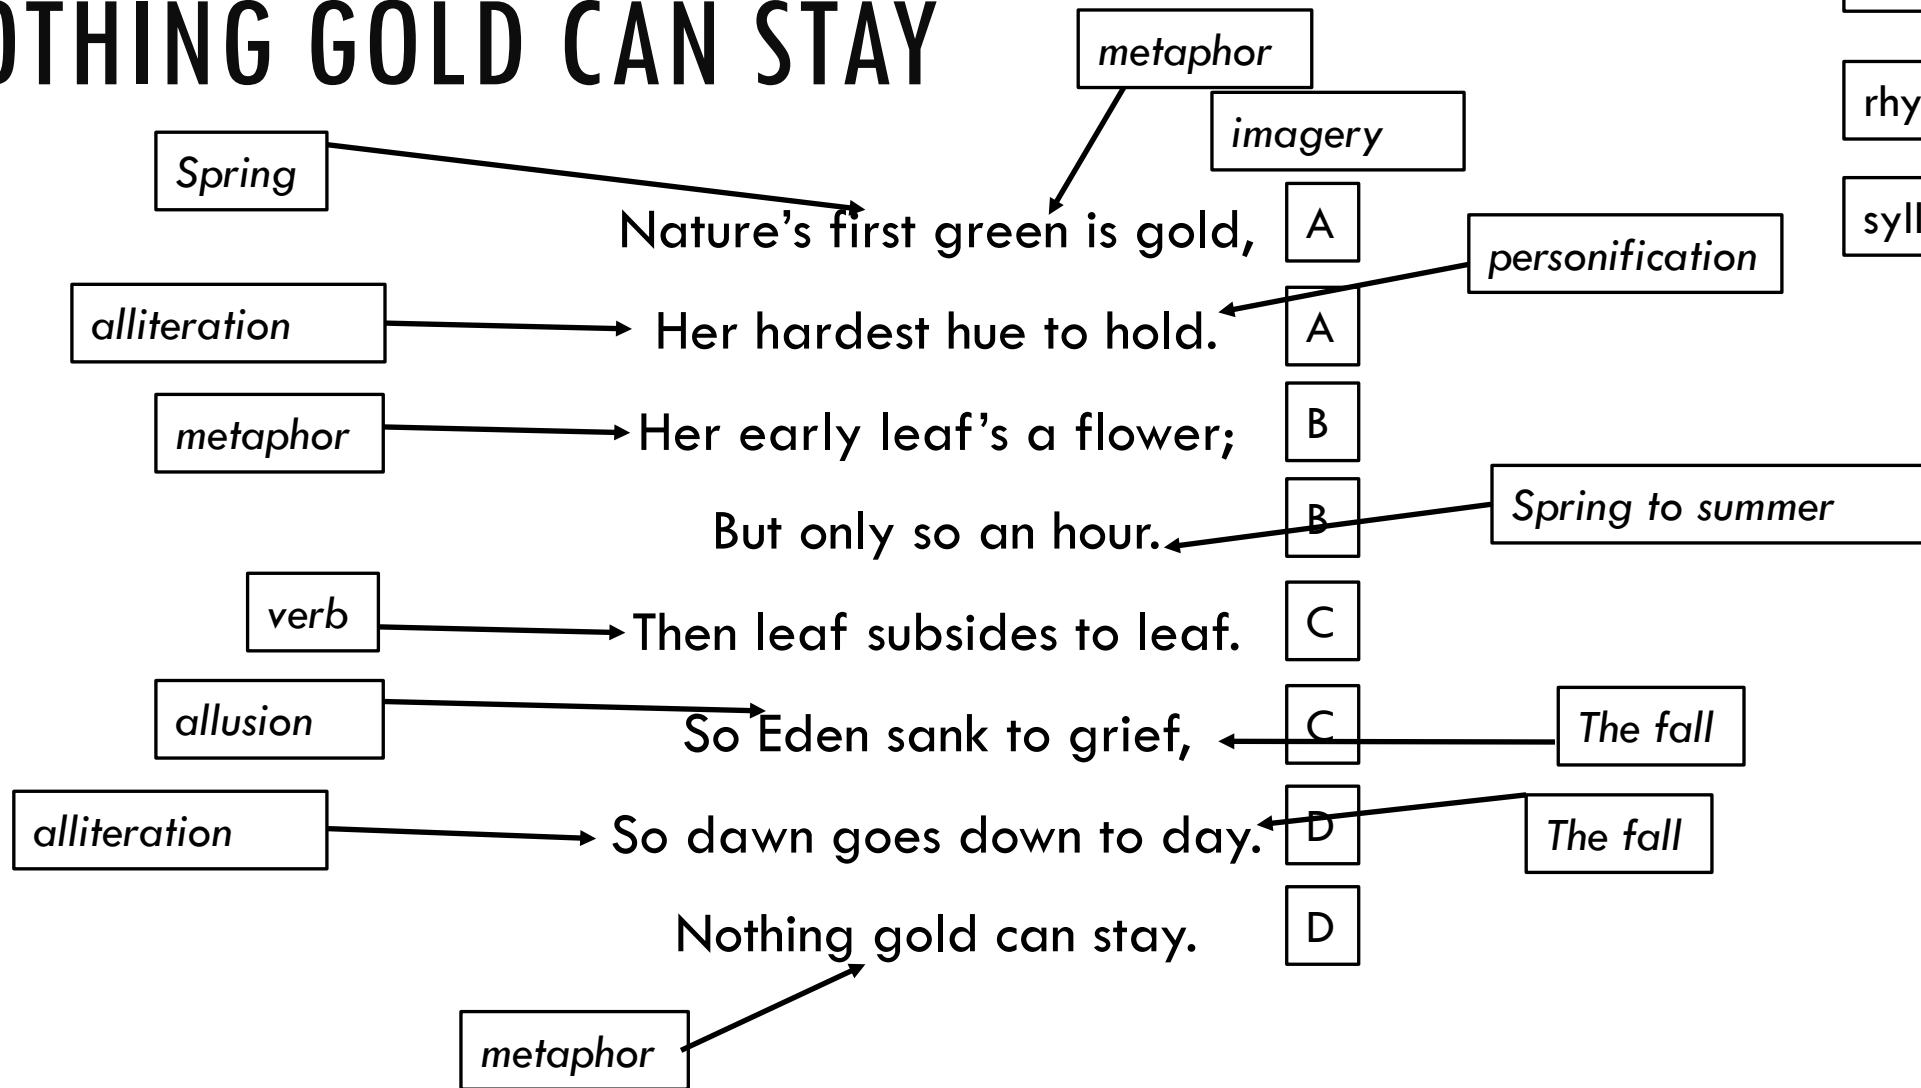 OTHING GOLD CAN STAY
metaphor
imagery
rhy
Spring
syll
Nature’s first green is gold,
A
personification
alliteration
Her hardest hue to hold.
A
metaphor
Her early leaf’s a flower;
B
Spring to summer
But only so an hour.
B
verb
Then leaf subsides to leaf.
C
allusion
So Eden sank to grief,
C
The fall
alliteration
So dawn goes down to day.
D
The fall
Nothing gold can stay.
D
metaphor